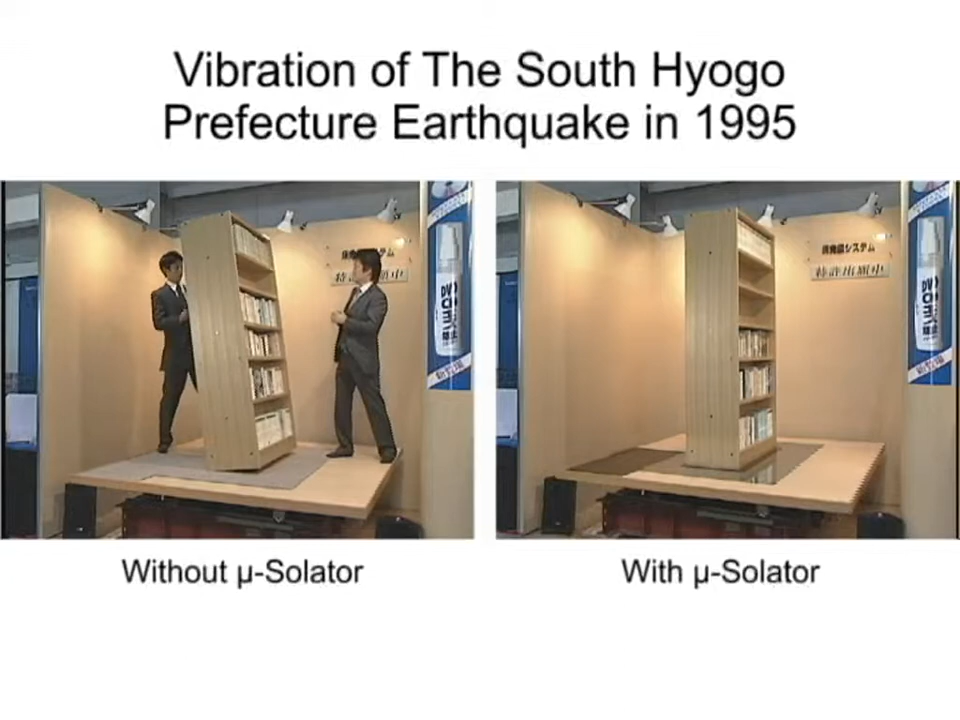 Vibration of The South Hyogo
Prefecture Earthquake in 1995
Without μ-Solator
With μ-Solator